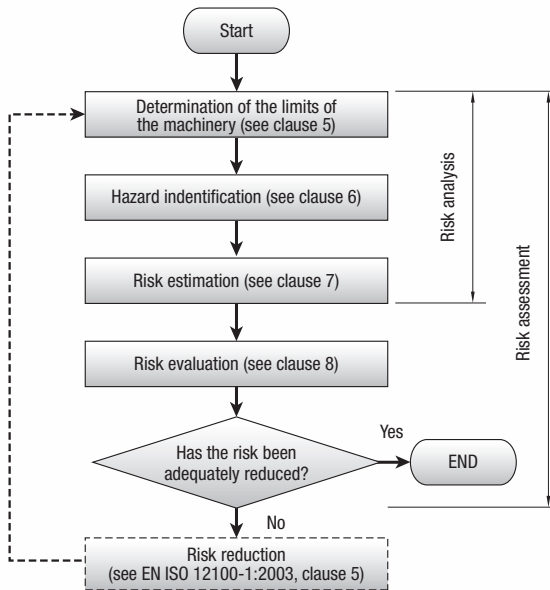 Start
Determination of the limits of
the machinery (see clause 5)
Hazard indentification (see clause 6)
Risk estimation (see clause 7)
Risk evaluation (see clause 8)
Has the risk been
adequately reduced?
Yes
END
No
Risk reduction
(see EN ISO 12100-1:2003, clause 5)
Risk analysis
Risk assessment